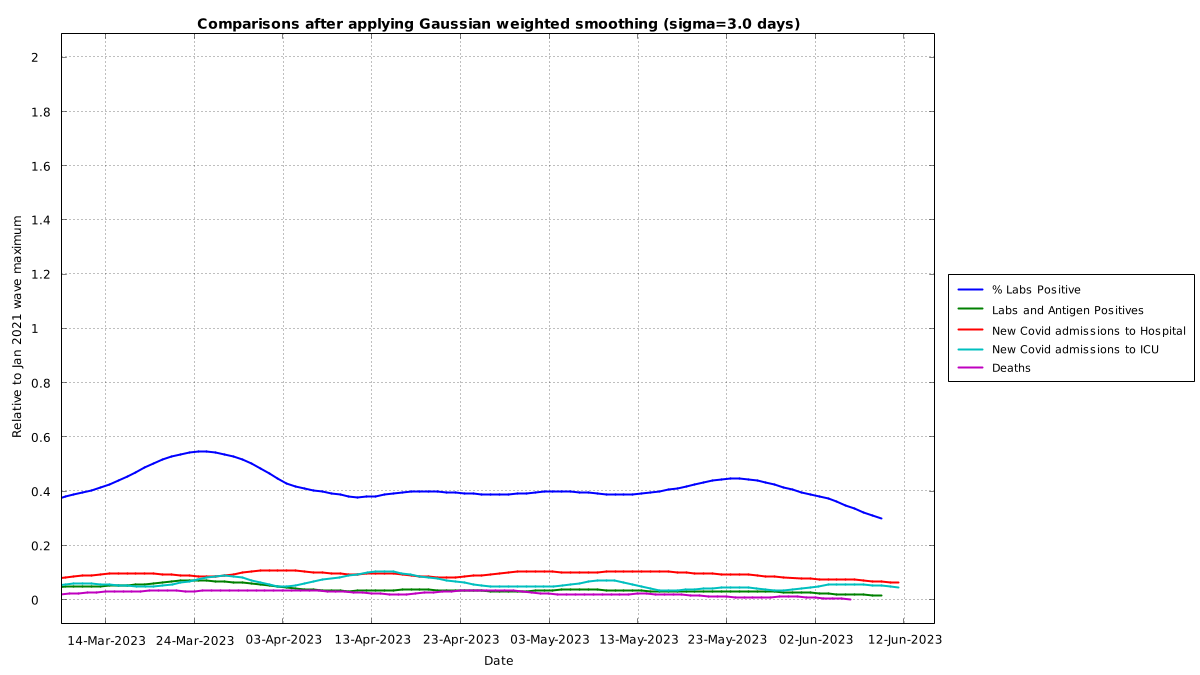 Comparisons after applying Gaussian weighted smoothing (sigma=3.0 days)
Relative to Jan 2021 wave maximum
2
1.8
1.6
1.4
1.2
1
0.8
0.6
0.4
0.2
0
14-Mar-2023 24-Mar-2023 03-Apr-2023 13-Apr-2023 23-Apr-2023 03-May-2023 13-May-2023 23-May-2023 02-Jun-2023 12-Jun-2023
Date
% Labs Positive
Labs and Antigen Positives
New Covid admissions to Hospital
New Covid admissions to ICU
Deaths